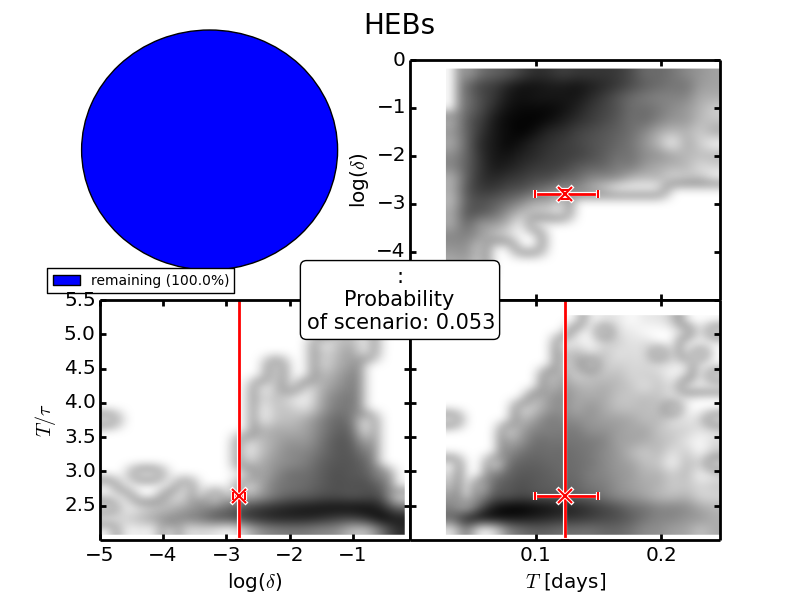 HEBs
0
−1
−2
−3
−4
log(δ)
remaining (100.0%)
:
Probability
of scenario: 0.053
5.5
5.0
4.5
4.0
3.5
3.0
2.5
T/τ
−5 −4 −3 −2 −1
log(δ)
0.1 0.2
T [days]